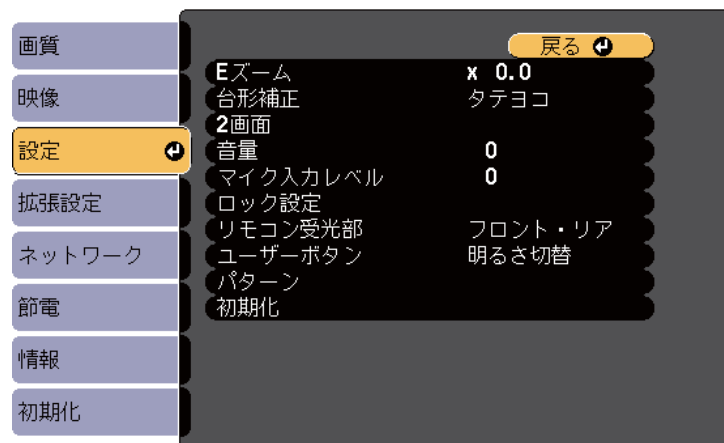 画質
映像
設定
拡張設定
ネットワーク
節電
情報
初期化
戻る
Eズーム x 0.0
台形補正 タテヨコ
2画面
音量 0
マイク入力レベル 0
ロック設定
リモコン受光部 フロント・リア
ユーザーボタン 明るさ切替
パターン
初期化